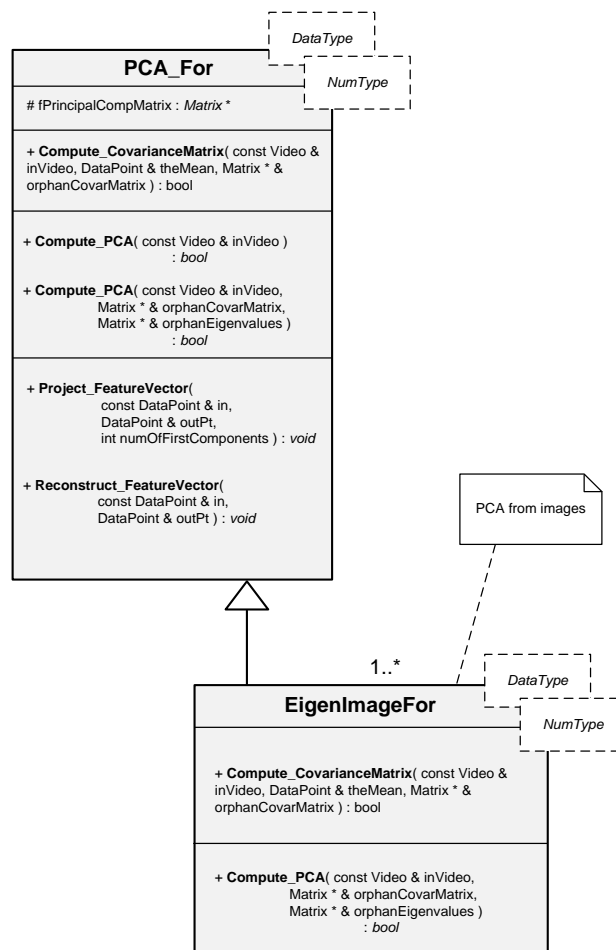 DataType
NumType
PCA_For
# fPrincipalCompMatrix : Matrix *
+ Compute_CovarianceMatrix( const Video &
inVideo, DataPoint & theMean, Matrix * &
orphanCovarMatrix ) : bool
+ Compute_PCA( const Video & inVideo )
: bool
+ Compute_PCA( const Video & inVideo,
Matrix * & orphanCovarMatrix,
Matrix * & orphanEigenvalues )
: bool
+ Project_FeatureVector(
const DataPoint & in,
DataPoint & outPt,
int numOfFirstComponents ) : void
+ Reconstruct_FeatureVector(
const DataPoint & in,
DataPoint & outPt ) : void
PCA from images
1..*
DataType
NumType
EigenImageFor
+ Compute_CovarianceMatrix( const Video &
inVideo, DataPoint & theMean, Matrix * &
orphanCovarMatrix ) : bool
+ Compute_PCA( const Video & inVideo,
Matrix * & orphanCovarMatrix,
Matrix * & orphanEigenvalues )
: bool